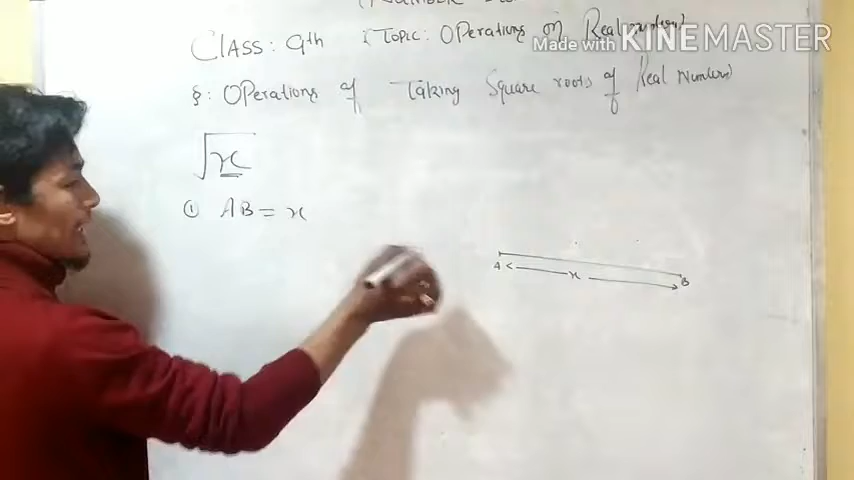 CLASS: 9th (TOPIC: OPerations on Real numbers)
Made with KINEMASTER
§: OPerations of Taking Square roots of Real Numbers
√x
① AB = x
A < x > B